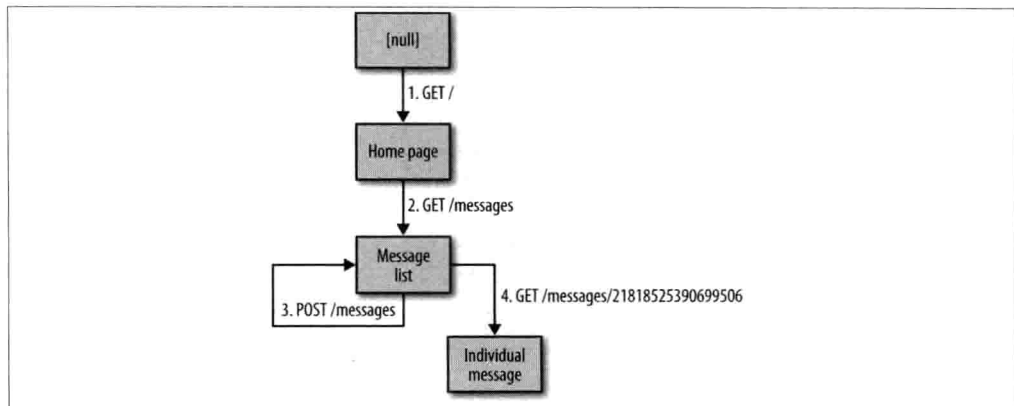 [null]
1. GET /
Home page
2. GET /messages
Message
list
3. POST /messages
4. GET /messages/21818525390699506
Individual
message